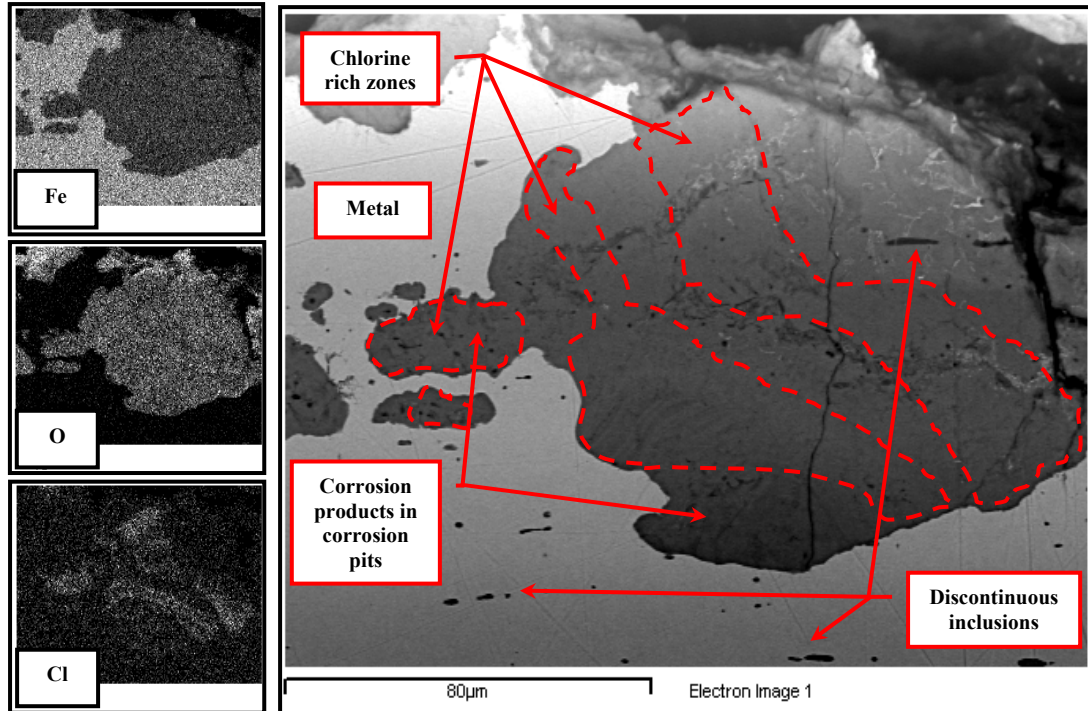 Fe
O
Cl
Chlorine
rich zones
Metal
Corrosion
products in
corrosion
pits
Discontinuous
inclusions
80µm
Electron Image 1